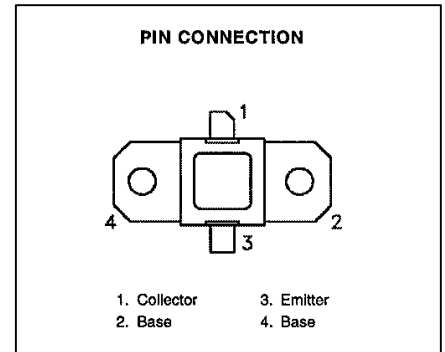 PIN CONNECTION
1
4
2
3
1. Collector 3. Emitter
2. Base 4. Base